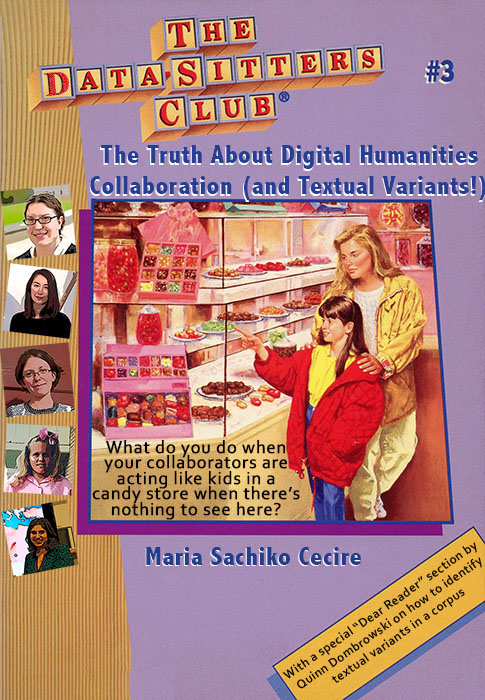 THE
DATA-SITTERS
CLUB®
#3
The Truth About Digital Humanities
Collaboration (and Textual Variants!)
What do you do when
your collaborators are
acting like kids in a
candy store when there's
nothing to see here?
Maria Sachiko Cecire
With a special "Dear Reader" section by
Quinn Dombrowski on how to identify
textual variants in a corpus